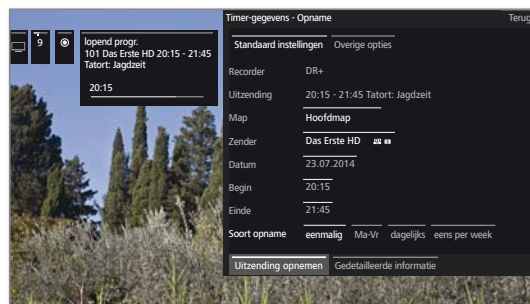 Timer-gegevens - Opname Terug
9
lopend progr.
101 Das Erste HD 20:15 - 21:45
Tatort: Jagdzeit
20:15
Standaard instellingen Overige opties
Recorder DR+
Uitzending 20:15 - 21:45 Tatort: Jagdzeit
Map Hoofdmap
Zender Das Erste HD
Datum 23.07.2014
Begin 20:15
Einde 21:45
Soort opname eenmalig Ma-Vr dagelijks eens per week
Uitzending opnemen Gedetailleerde informatie